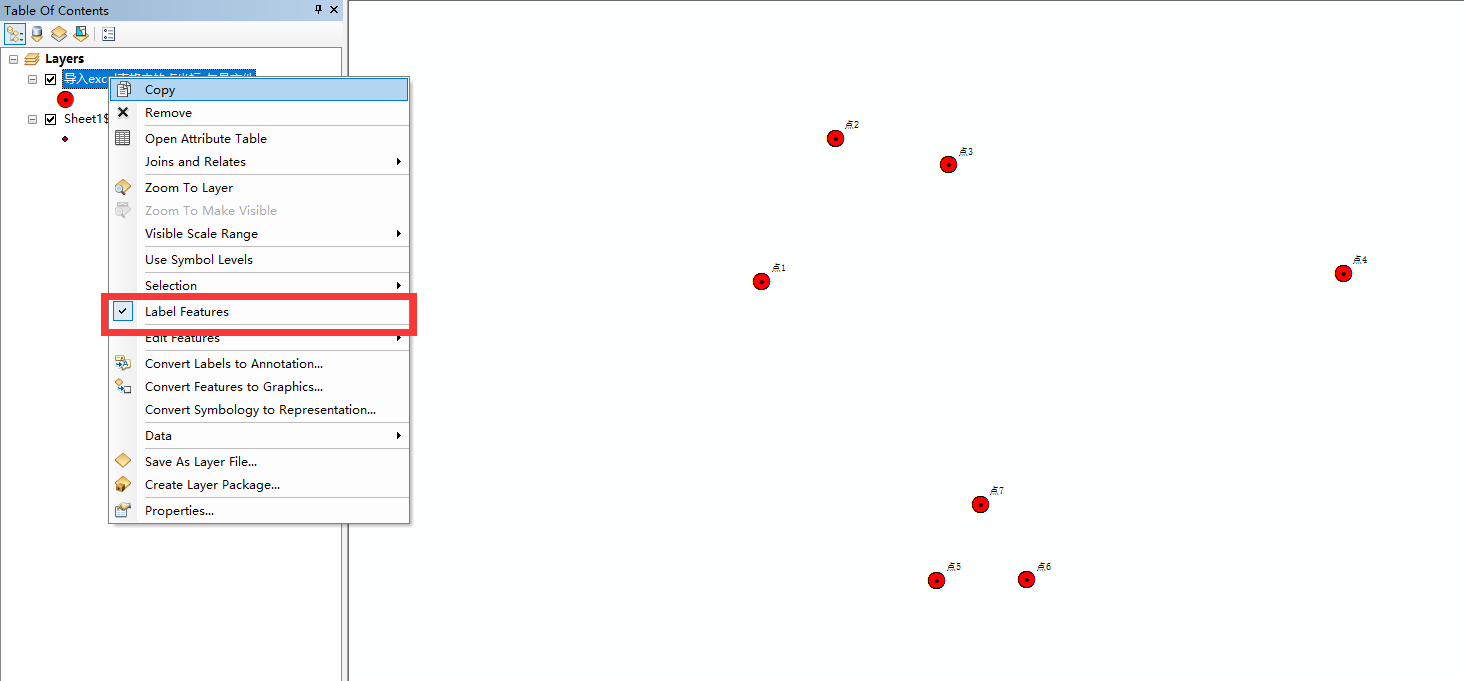 Table Of Contents
Layers
导入exc
Sheet1$
Copy
Remove
Open Attribute Table
Joins and Relates
Zoom To Layer
Zoom To Make Visible
Visible Scale Range
Use Symbol Levels
Selection
Label Features
Edit Features
Convert Labels to Annotation...
Convert Features to Graphics...
Convert Symbology to Representation...
Data
Save As Layer File...
Create Layer Package...
Properties...
点2
点3
点1
点4
点7
点5
点6